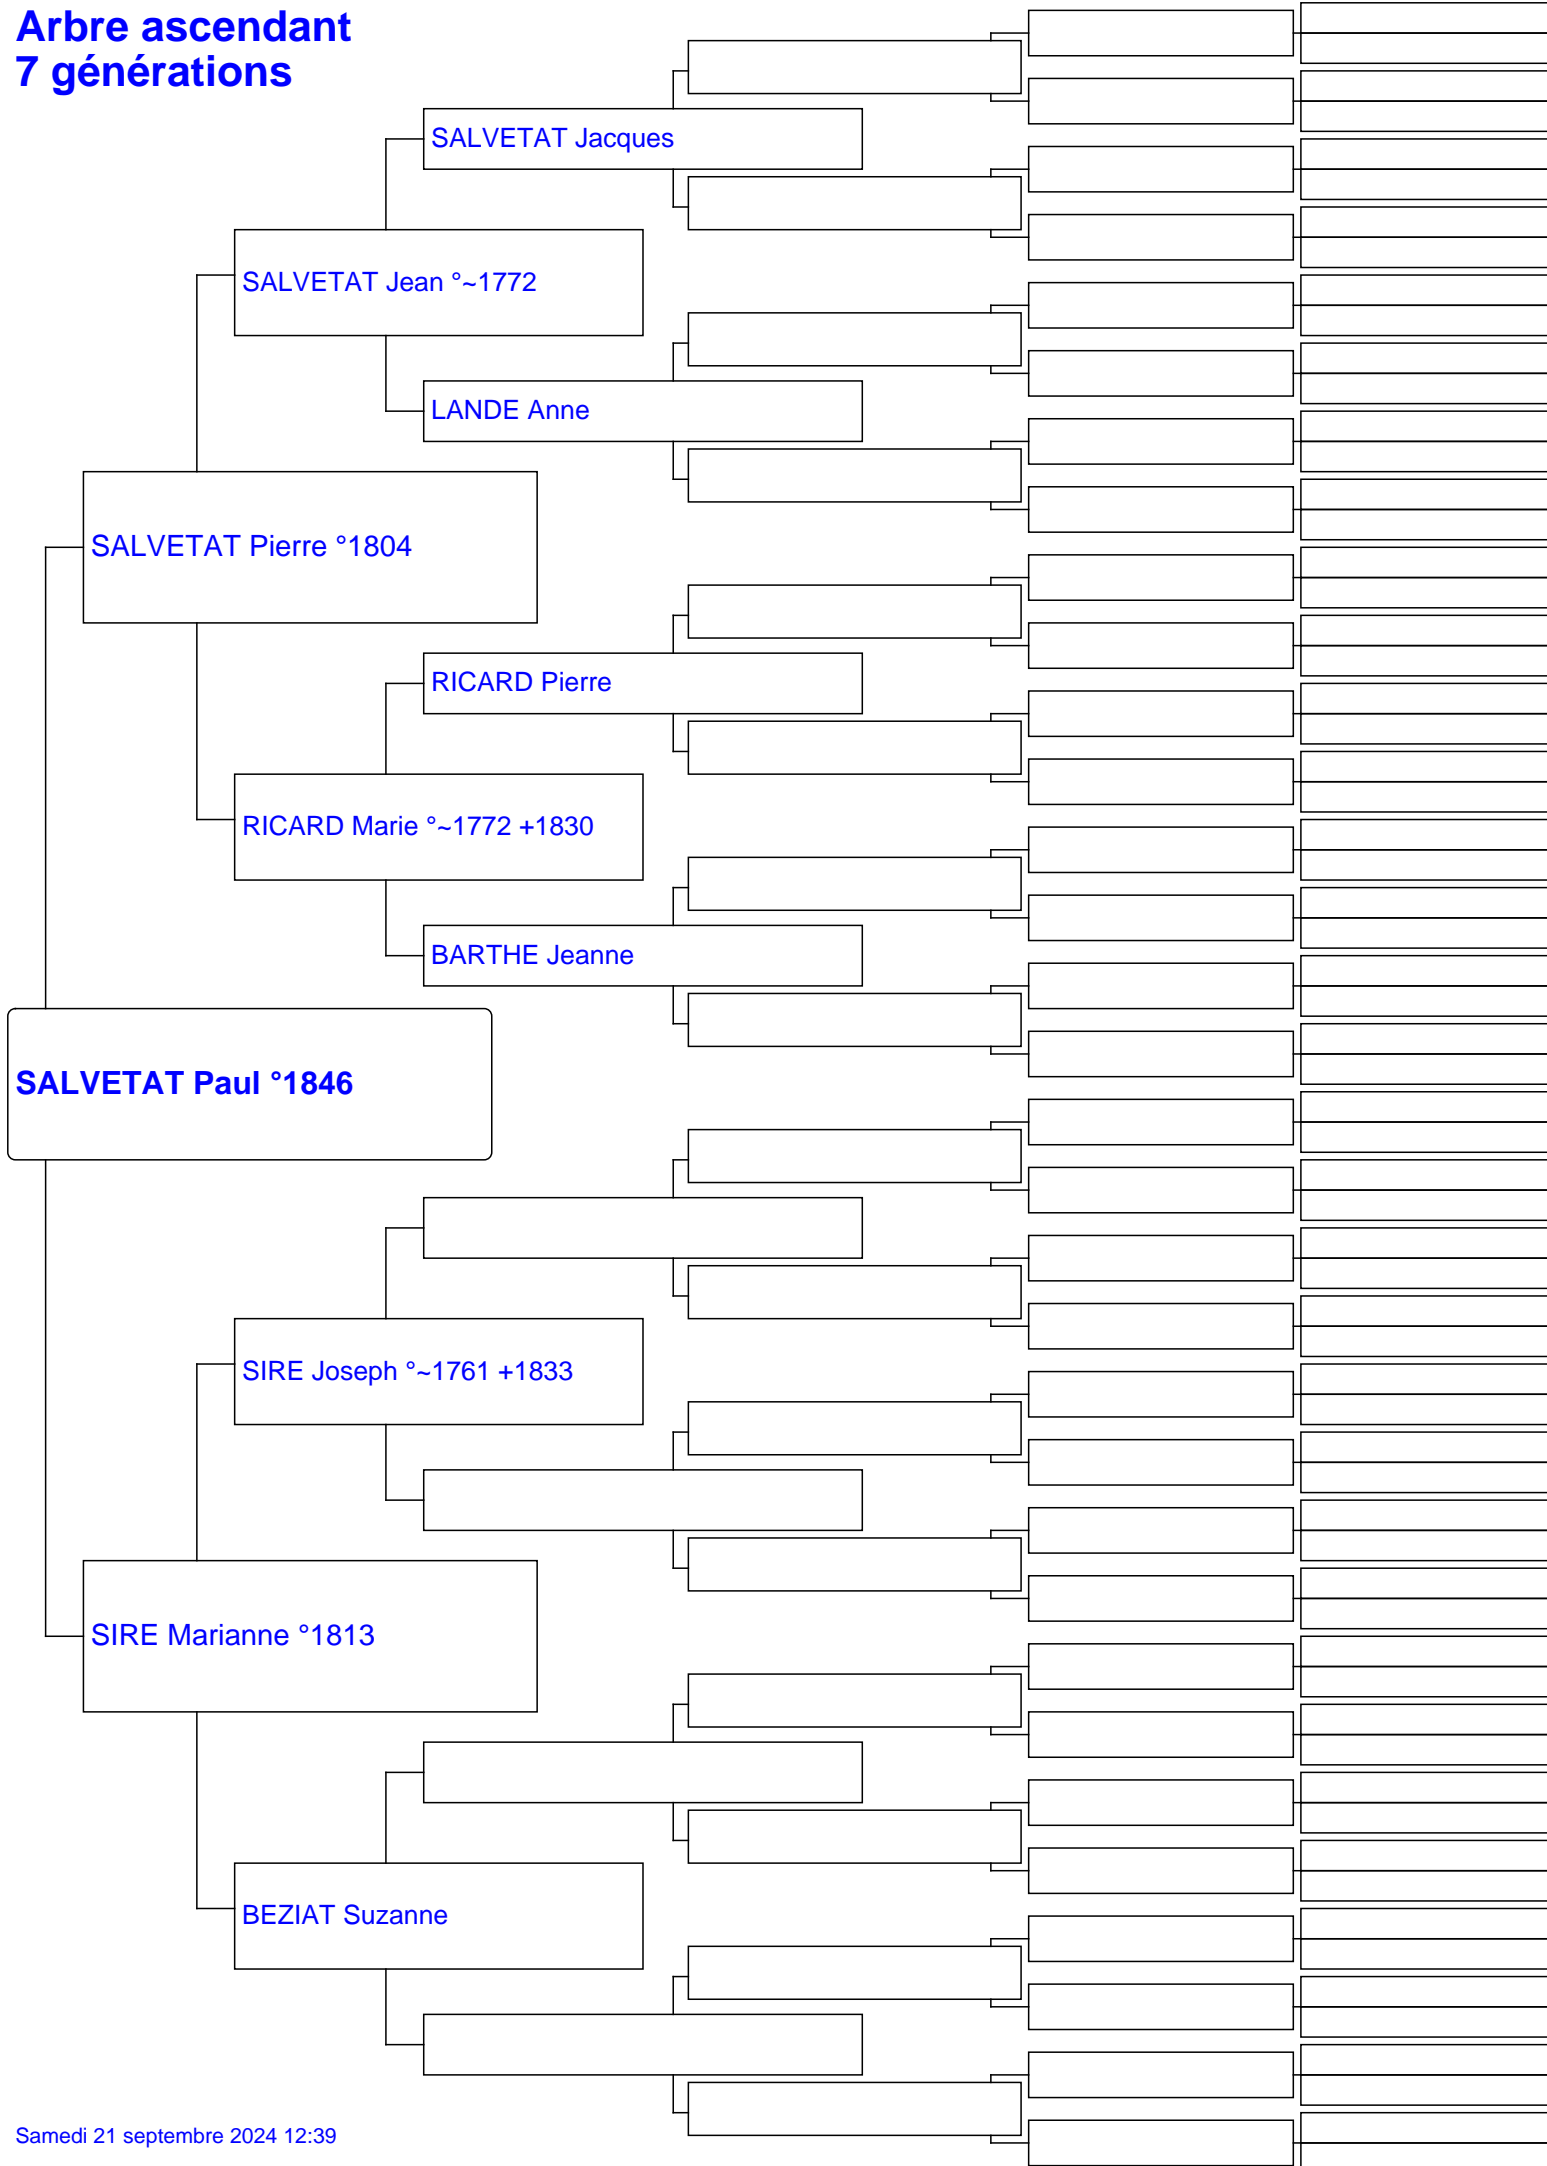 Arbre ascendant
7 générations
SALVETAT Jacques
SALVETAT Jean °~1772
LANDE Anne
SALVETAT Pierre °1804
RICARD Pierre
RICARD Marie °~1772 +1830
BARTHE Jeanne
SALVETAT Paul °1846
SIRE Joseph °~1761 +1833
SIRE Marianne °1813
BEZIAT Suzanne
Samedi 21 septembre 2024 12:39